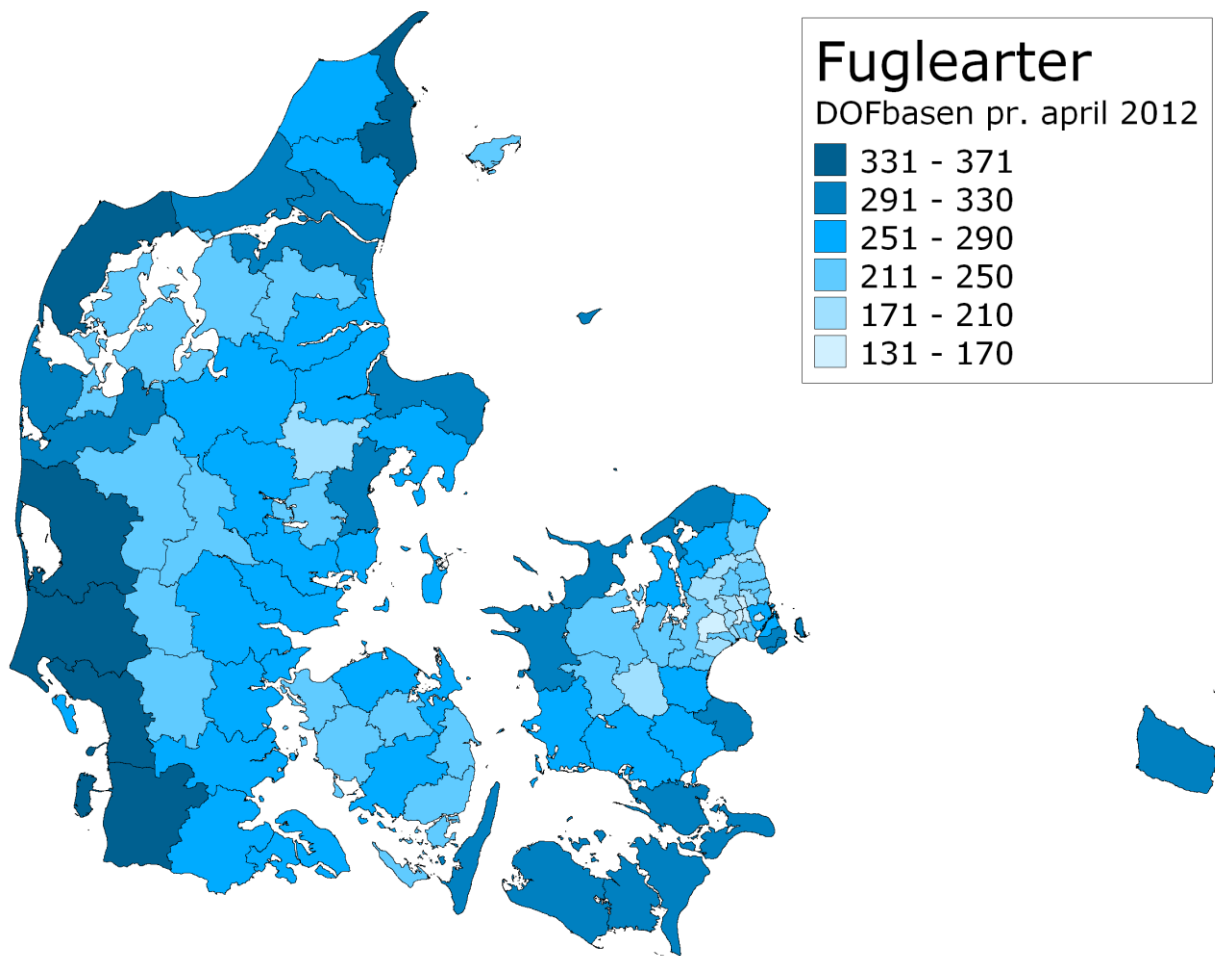 Fuglearter
DOFbasen pr. april 2012
331 - 371
291 - 330
251 - 290
211 - 250
171 - 210
131 - 170